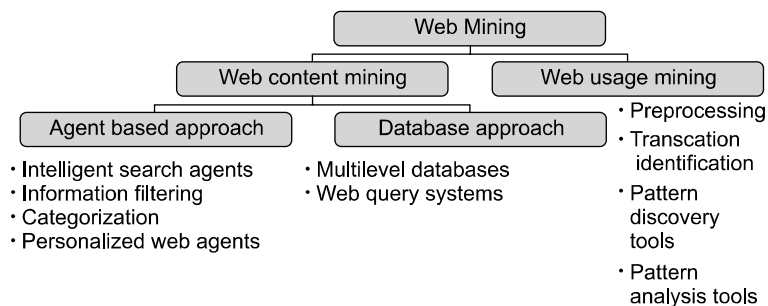 Web Mining
Web content mining
Web usage mining
Agent based approach
Database approach
· Intelligent search agents
· Information filtering
· Categorization
· Personalized web agents
· Multilevel databases
· Web query systems
· Preprocessing
· Transcation
identification
· Pattern
discovery
tools
· Pattern
analysis tools